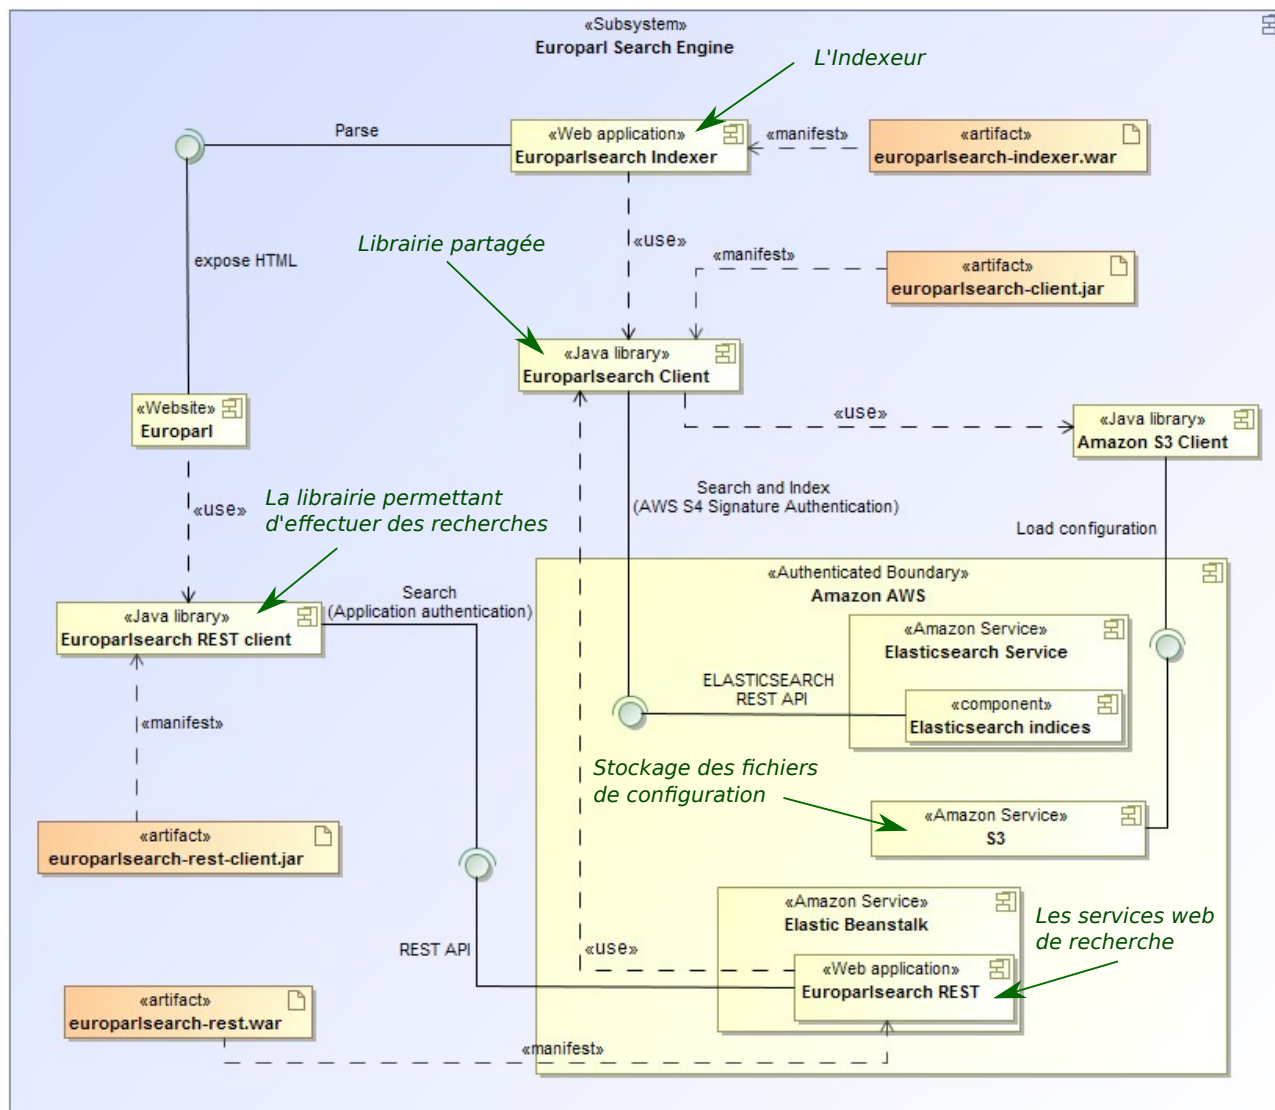 «Subsystem»
Europarl Search Engine
L'Indexeur
Parse
«Web application»
Europarlsearch Indexer
«manifest»
«artifact»
europarlsearch-indexer.war
Librairie partagée
«use»
expose HTML
«manifest»
«artifact»
europarlsearch-client.jar
«Java library»
Europarlsearch Client
«Website»
Europarl
«use»
«Java library»
Amazon S3 Client
«use»
La librairie permettant
d'effectuer des recherches
Search and Index
(AWS S4 Signature Authentication)
Load configuration
«Java library»
Europarlsearch REST client
Search
(Application authentication)
«Authenticated Boundary»
Amazon AWS
«Amazon Service»
Elasticsearch Service
ELASTICSEARCH
REST API
«component»
Elasticsearch indices
«manifest»
Stockage des fichiers
de configuration
«Amazon Service»
S3
«artifact»
europarlsearch-rest-client.jar
«Amazon Service»
Elastic Beanstalk
Les services web
de recherche
REST API
«use»
«Web application»
Europarlsearch REST
«artifact»
europarlsearch-rest.war
«manifest»